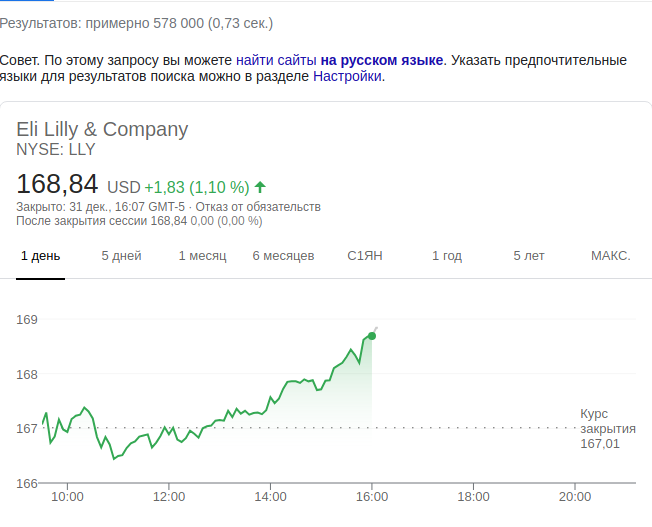 Результатов: примерно 578 000 (0,73 сек.)
Совет. По этому запросу вы можете найти сайты на русском языке. Указать предпочтительные
языки для результатов поиска можно в разделе Настройки.
Eli Lilly & Company
NYSE: LLY
168,84 USD +1,83 (1,10 %)
Закрыто: 31 дек., 16:07 GMT-5 · Отказ от обязательств
После закрытия сессии 168,84 0,00 (0,00 %)
1 день 5 дней 1 месяц 6 месяцев С1ЯН 1 год 5 лет МАКС.
169
168
167
166
Курс
закрытия
167,01
10:00 12:00 14:00 16:00 18:00 20:00